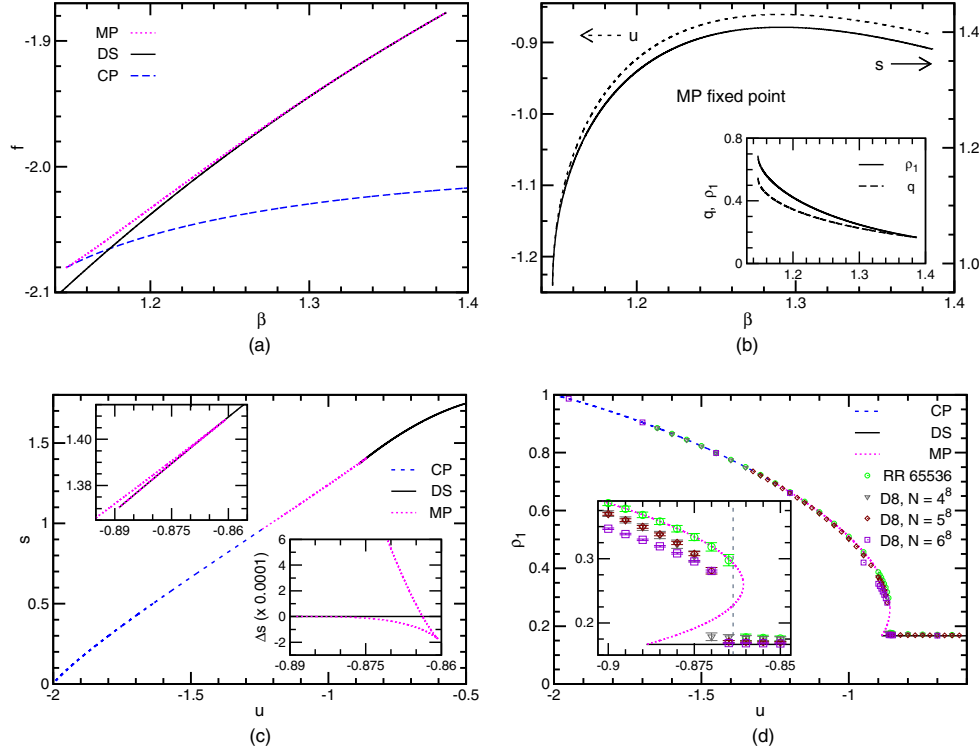 -1.9
-2.0
-2.1
f
MP
DS
CP
1.2
1.3
1.4
β
(a)
-0.9
-1.0
-1.1
-1.2
1.4
1.3
1.2
1.1
1.0
u
s
MP fixed point
0.8
0.4
0
q, ρ1
ρ1
q
1.2
1.3
1.4
1.2
1.3
1.4
β
(b)
1.5
1
0.5
0
s
1.40
1.38
-0.89
-0.875
-0.86
CP
DS
MP
6
4
2
0
-2
Δs (x 0.0001)
-0.89
-0.875
-0.86
-2
-1.5
-1
-0.5
u
(c)
1
0.8
0.6
0.4
0.2
0
ρ1
CP
DS
MP
RR 65536
D8, N = 4^8
D8, N = 5^8
D8, N = 6^8
0.3
0.2
-0.9
-0.875
-0.85
-2
-1.5
-1
u
(d)